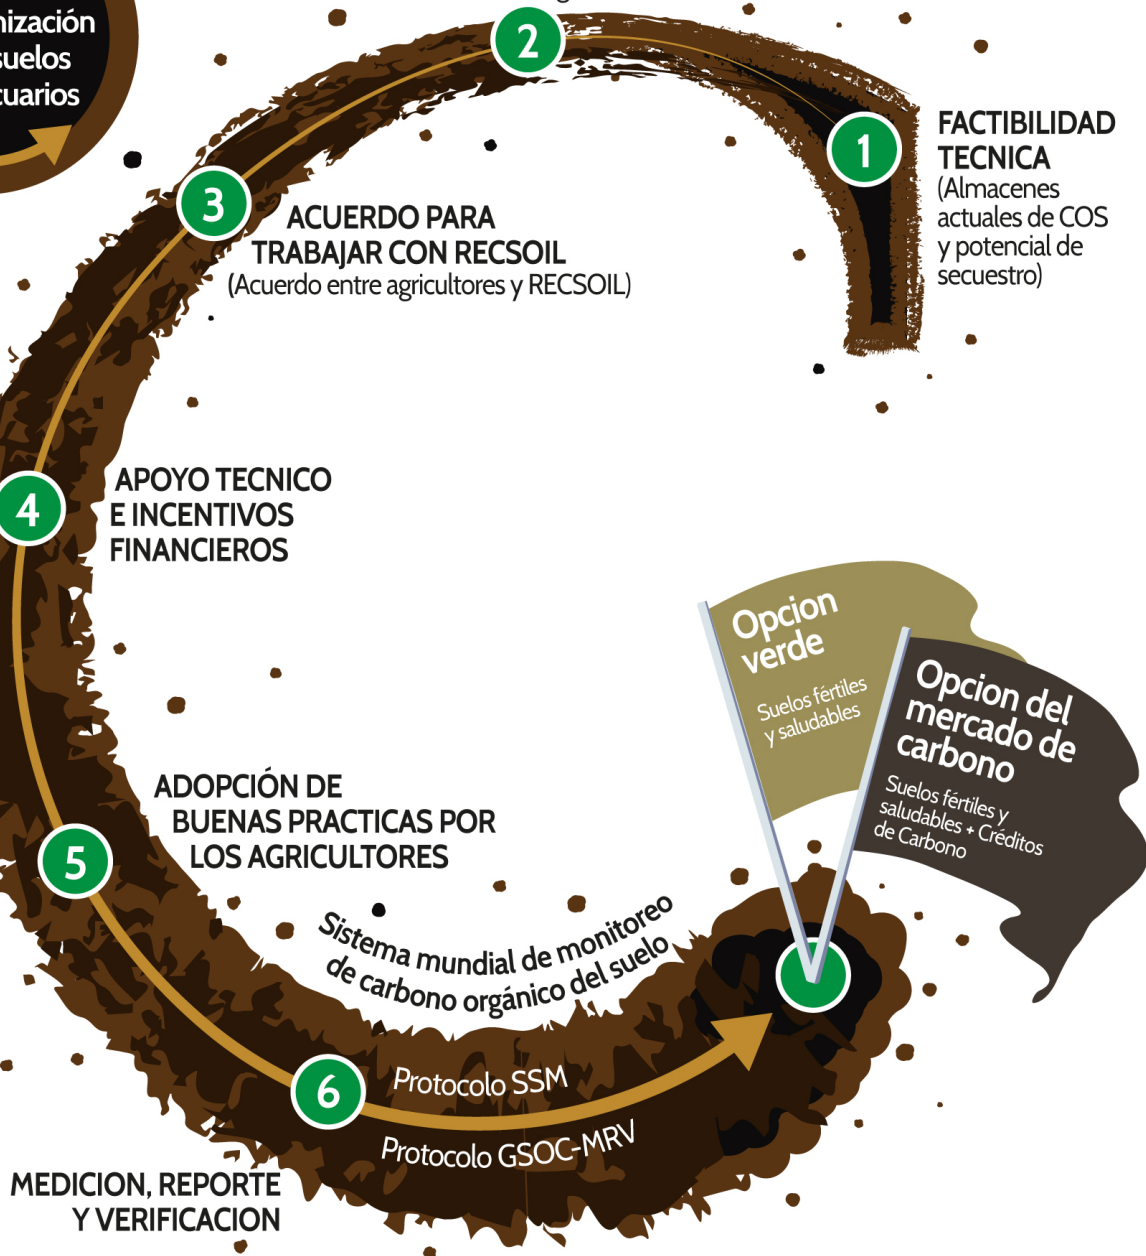 suelos
2
1
FACTIBILIDAD
TECNICA
(Almacenes
actuales de COS
y potencial de
secuestro)
3
ACUERDO PARA
TRABAJAR CON RECSOIL
(Acuerdo entre agricultores y RECSOIL)
4
APOYO TECNICO
E INCENTIVOS
FINANCIEROS
Opcion
verde
Suelos fértiles
y saludables
Opcion del
mercado de
carbono
Suelos fértiles y
saludables + Créditos
de Carbono
5
ADOPCIÓN DE
BUENAS PRACTICAS POR
LOS AGRICULTORES
Sistema mundial de monitoreo
de carbono orgánico del suelo
6
Protocolo SSM
Protocolo GSOC-MRV
MEDICION, REPORTE
Y VERIFICACION